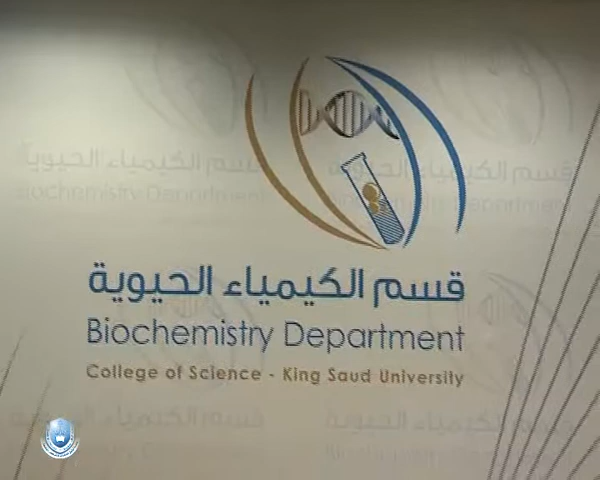 قسم الكيمياء الحيوية
Biochemistry Department
College of Science - King Saud University